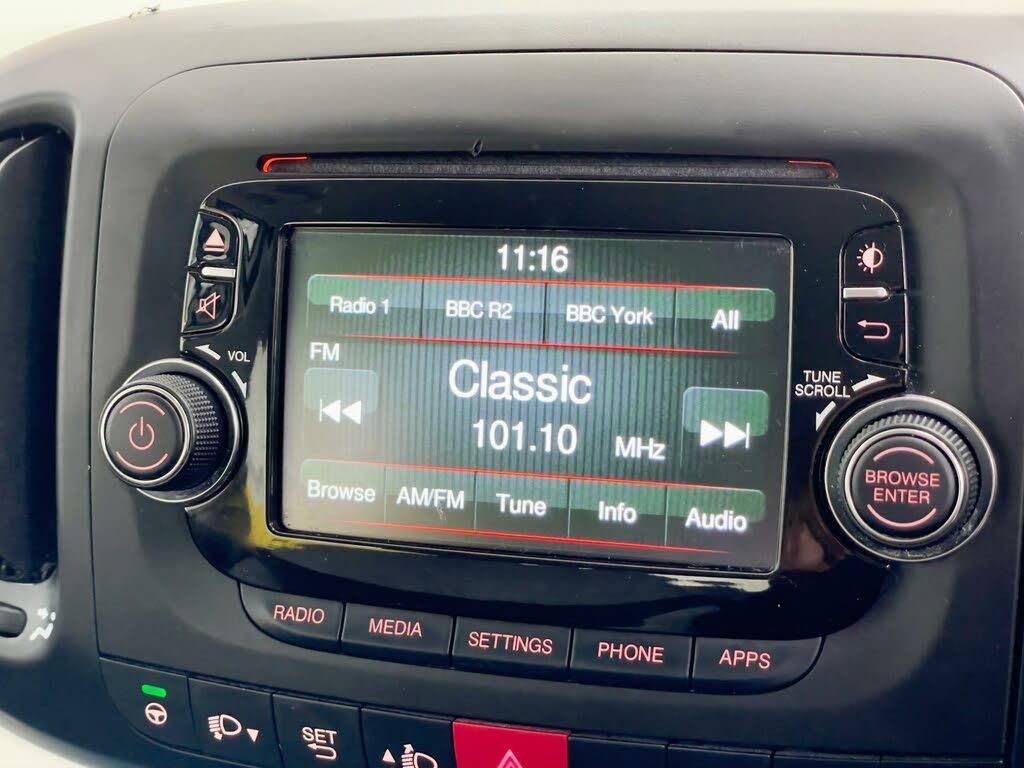 11:16
Radio 1 BBC R2 BBC York All
FM
VOL
Classic
TUNE
SCROLL
101.10 MHz
BROWSE
ENTER
Browse AM/FM Tune Info Audio
RADIO MEDIA SETTINGS PHONE APPS
SET